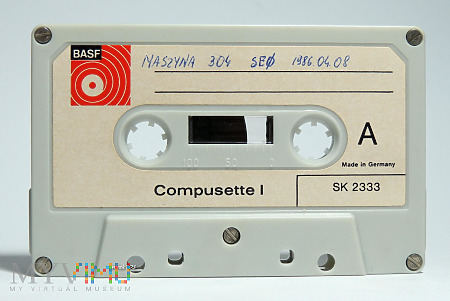 BASF
MASZYNA 304 SEØ 1986.04.08
A
100 50 0
Made in Germany
Compusette I
SK 2333
MYVIMU
MY VIRTUAL MUSEUM